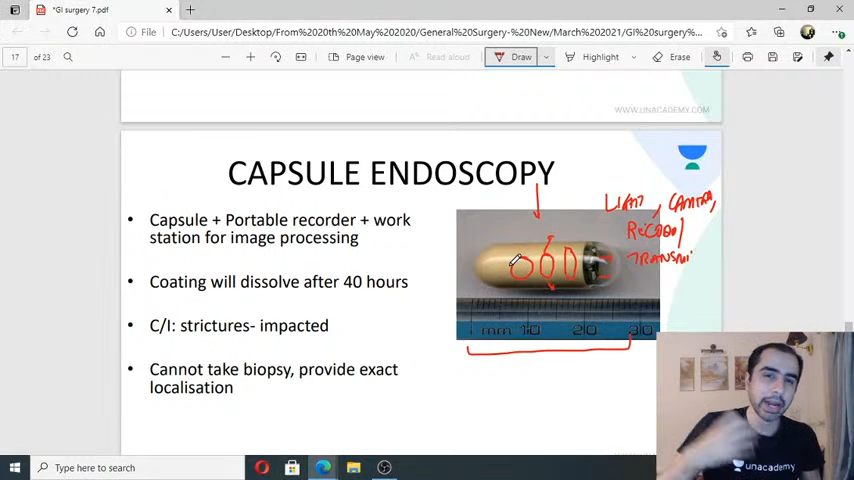 *GI surgery 7.pdf
File
C:/Users/User/Desktop/From%2020th%20May%202020/General%20Surgery-%20New/March%202021/GI%20surgery%...
17 of 23
Page view
Read aloud
Draw
Highlight
Erase
WWW.UNACADEMY.COM
CAPSULE ENDOSCOPY
• Capsule + Portable recorder + work
station for image processing
• Coating will dissolve after 40 hours
• C/I: strictures- impacted
• Cannot take biopsy, provide exact
localisation
LIGHT, CAMERA,
RECORD/
TRANSMI
mm 10 20 30
unacademy
Type here to search